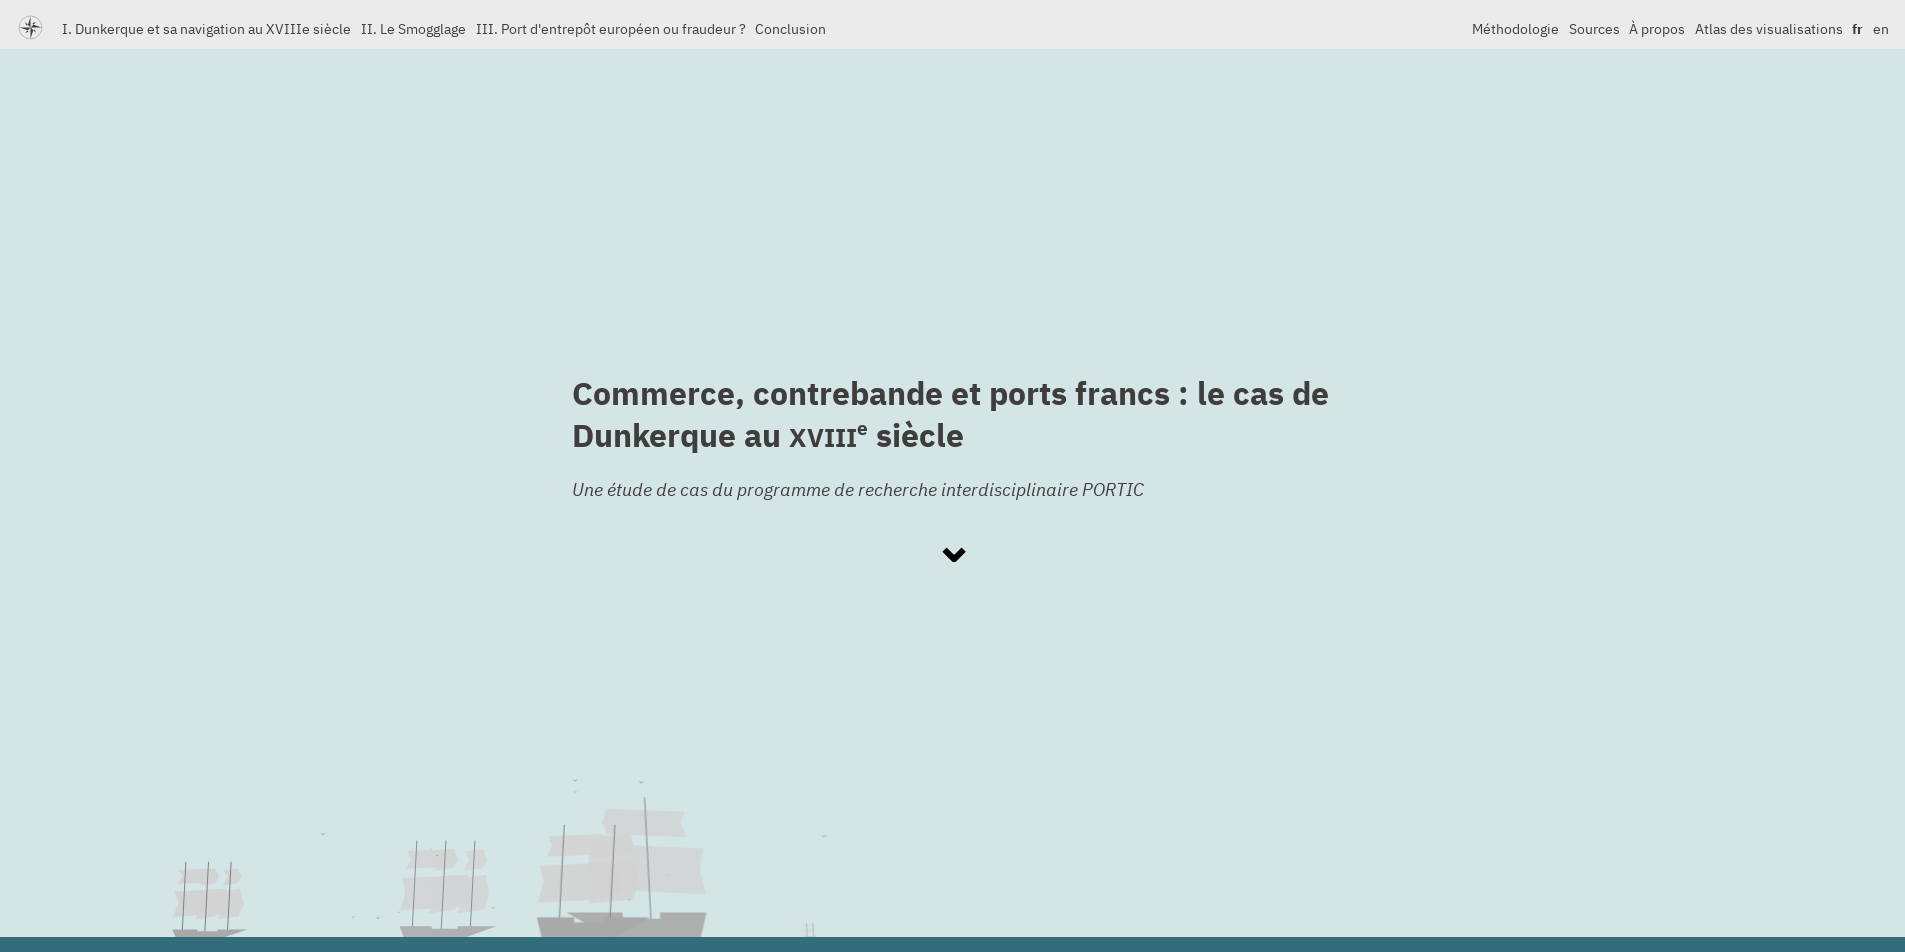 I. Dunkerque et sa navigation au XVIIIe siècle II. Le Smogglage III. Port d'entrepôt européen ou fraudeur ? Conclusion Méthodologie Sources À propos Atlas des visualisations fr en
Commerce, contrebande et ports francs : le cas de
Dunkerque au XVIIIe siècle
Une étude de cas du programme de recherche interdisciplinaire PORTIC